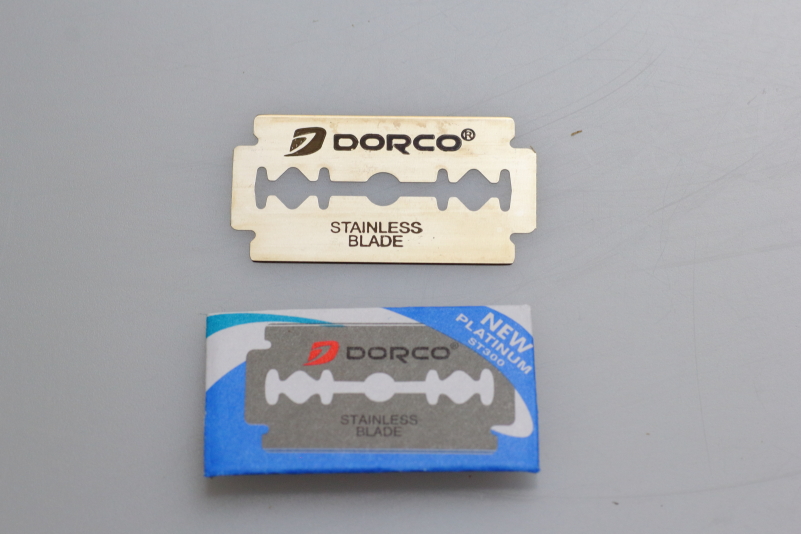 DORCO®
STAINLESS
BLADE
NEW
PLATINUM
ST300
DORCO®
STAINLESS
BLADE